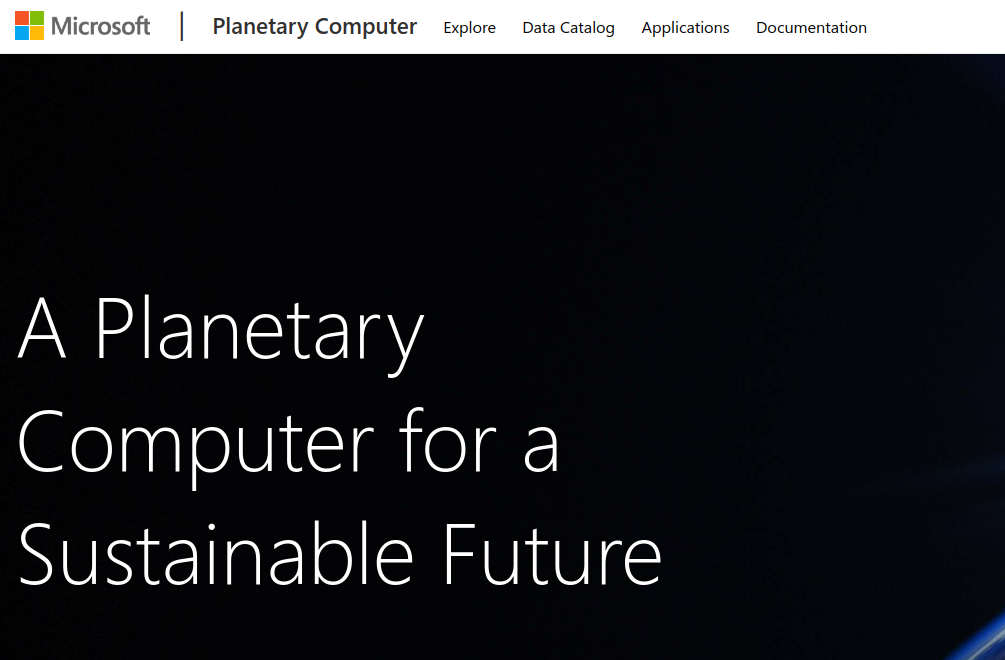 Microsoft | Planetary Computer Explore Data Catalog Applications Documentation
A Planetary
Computer for a
Sustainable Future